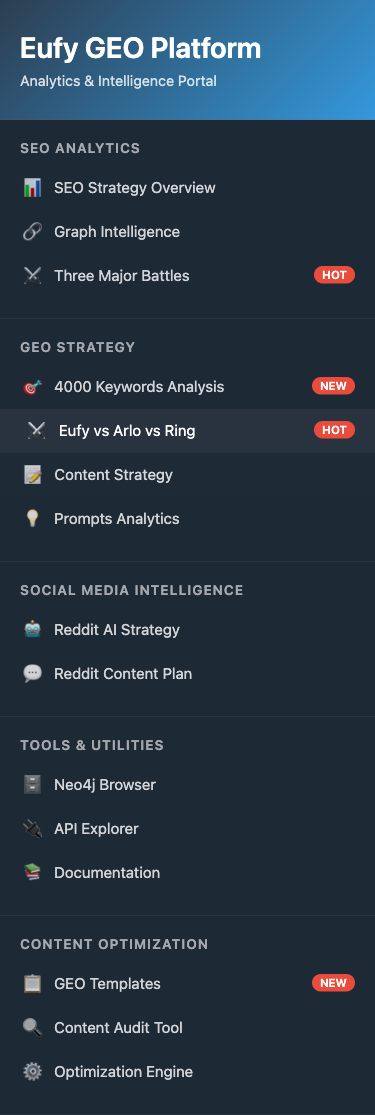 Eufy GEO Platform
Analytics & Intelligence Portal
SEO ANALYTICS
SEO Strategy Overview
Graph Intelligence
Three Major Battles HOT
GEO STRATEGY
4000 Keywords Analysis NEW
Eufy vs Arlo vs Ring HOT
Content Strategy
Prompts Analytics
SOCIAL MEDIA INTELLIGENCE
Reddit AI Strategy
Reddit Content Plan
TOOLS & UTILITIES
Neo4j Browser
API Explorer
Documentation
CONTENT OPTIMIZATION
GEO Templates NEW
Content Audit Tool
Optimization Engine